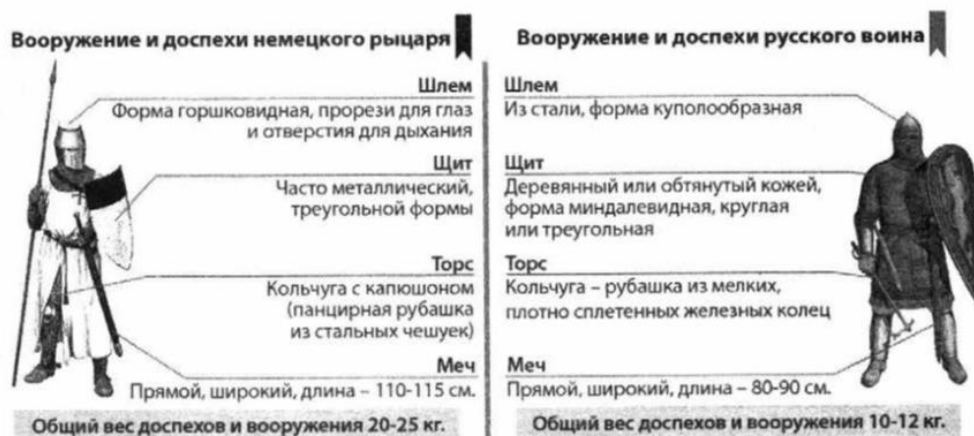 Вооружение и доспехи немецкого рыцаря
Шлем
Форма горшковидная, прорези для глаз
и отверстия для дыхания
Щит
Часто металлический,
треугольной формы
Торс
Кольчуга с капюшоном
(панцирная рубашка
из стальных чешуек)
Меч
Прямой, широкий, длина – 110-115 см.
Общий вес доспехов и вооружения 20-25 кг.
Вооружение и доспехи русского воина
Шлем
Из стали, форма куполообразная
Щит
Деревянный или обтянутый кожей,
форма миндалевидная, круглая
или треугольная
Торс
Кольчуга – рубашка из мелких,
плотно сплетенных железных колец
Меч
Прямой, широкий, длина – 80-90 см.
Общий вес доспехов и вооружения 10-12 кг.